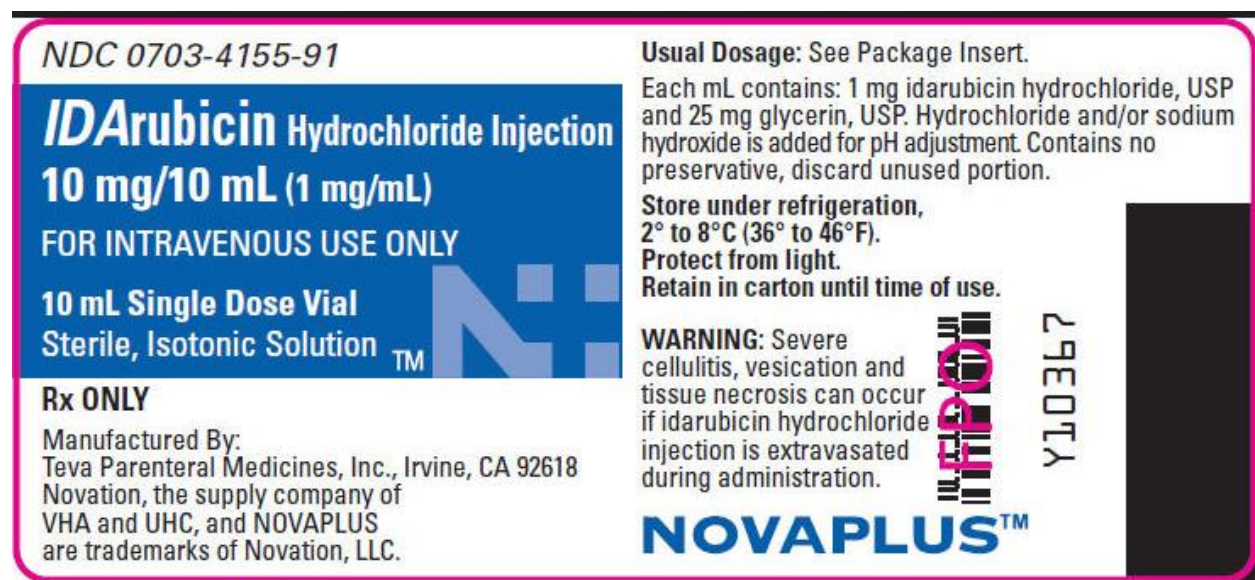 NDC 0703-4155-91
IDArubicin Hydrochloride Injection
10 mg/10 mL (1 mg/mL)
FOR INTRAVENOUS USE ONLY
10 mL Single Dose Vial
Sterile, Isotonic Solution TM
Rx ONLY
Manufactured By:
Teva Parenteral Medicines, Inc., Irvine, CA 92618
Novation, the supply company of
VHA and UHC, and NOVAPLUS
are trademarks of Novation, LLC.
Usual Dosage: See Package Insert.
Each mL contains: 1 mg idarubicin hydrochloride, USP
and 25 mg glycerin, USP. Hydrochloride and/or sodium
hydroxide is added for pH adjustment. Contains no
preservative, discard unused portion.
Store under refrigeration,
2° to 8°C (36° to 46°F).
Protect from light.
Retain in carton until time of use.
WARNING: Severe
cellulitis, vesication and
tissue necrosis can occur
if idarubicin hydrochloride
injection is extravasated
during administration.
NOVAPLUS™
FPO
Y10367